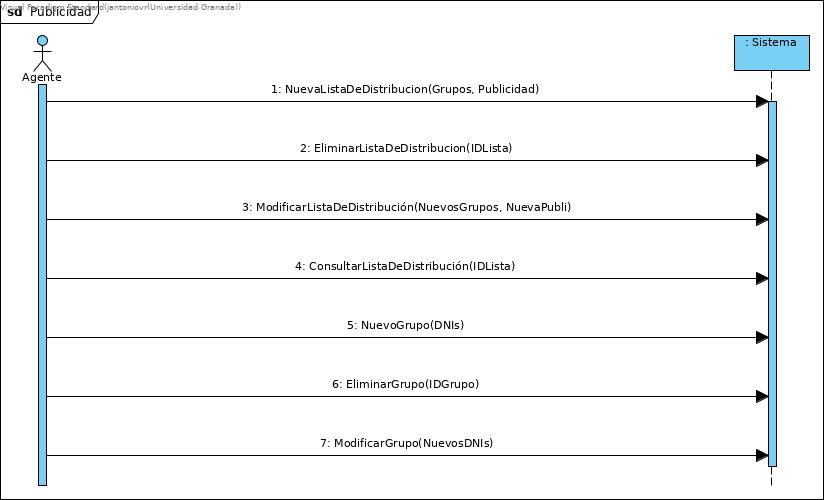 Visual Paradigm Standard(jantoniovr(Universidad Granada))
sd Publicidad
: Sistema
Agente
1: NuevaListaDeDistribucion(Grupos, Publicidad)
2: EliminarListaDeDistribucion(IDLista)
3: ModificarListaDeDistribución(NuevosGrupos, NuevaPubli)
4: ConsultarListaDeDistribución(IDLista)
5: NuevoGrupo(DNIs)
6: EliminarGrupo(IDGrupo)
7: ModificarGrupo(NuevosDNIs)